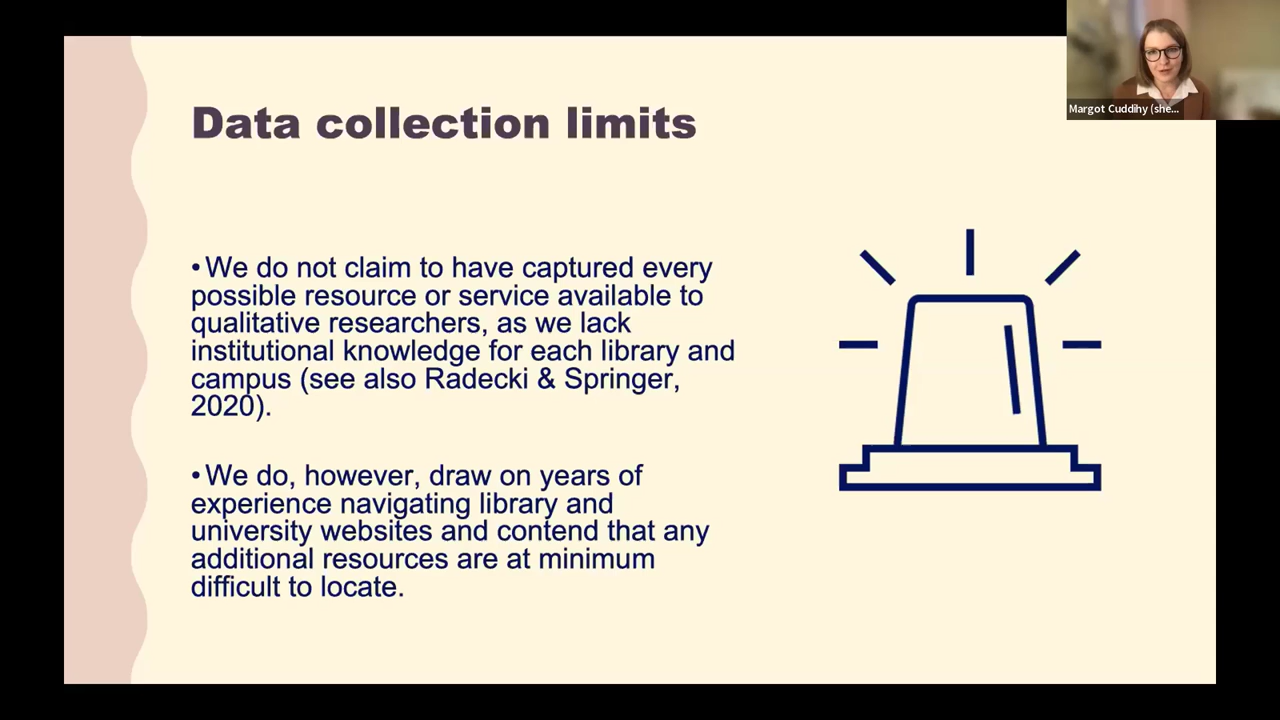 Data collection limits
•We do not claim to have captured every
possible resource or service available to
qualitative researchers, as we lack
institutional knowledge for each library and
campus (see also Radecki & Springer,
2020).
•We do, however, draw on years of
experience navigating library and
university websites and contend that any
additional resources are at minimum
difficult to locate.
Margot Cuddihy (she...